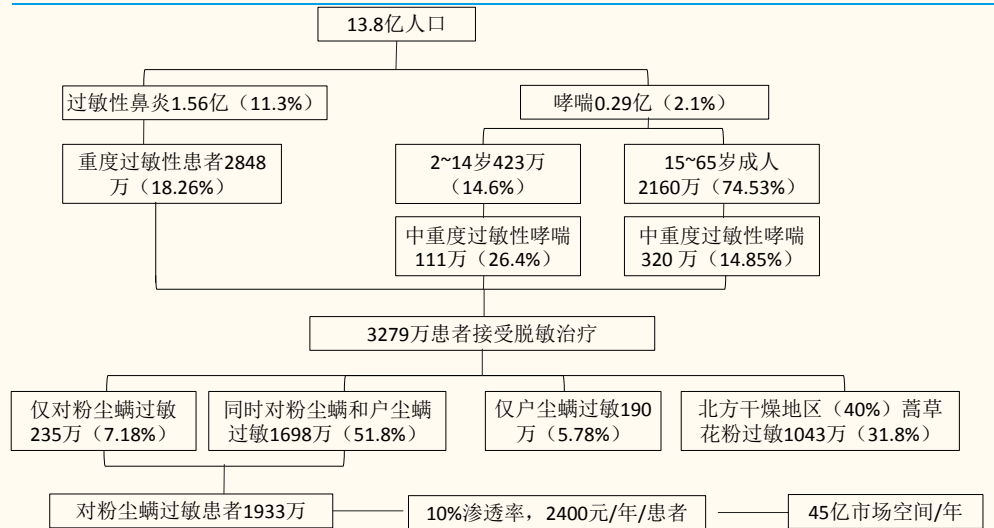 13.8亿人口
过敏性鼻炎1.56亿（11.3%）
哮喘0.29亿（2.1%）
重度过敏性患者2848
万（18.26%）
2~14岁423万
（14.6%）
15~65岁成人
2160万（74.53%）
中重度过敏性哮喘
111万（26.4%）
中重度过敏性哮喘
320 万（14.85%）
3279万患者接受脱敏治疗
仅对粉尘螨过敏
235万（7.18%）
同时对粉尘螨和户尘螨
过敏1698万（51.8%）
仅户尘螨过敏190
万（5.78%）
北方干燥地区（40%）蒿草
花粉过敏1043万（31.8%）
对粉尘螨过敏患者1933万
10%渗透率，2400元/年/患者
45亿市场空间/年